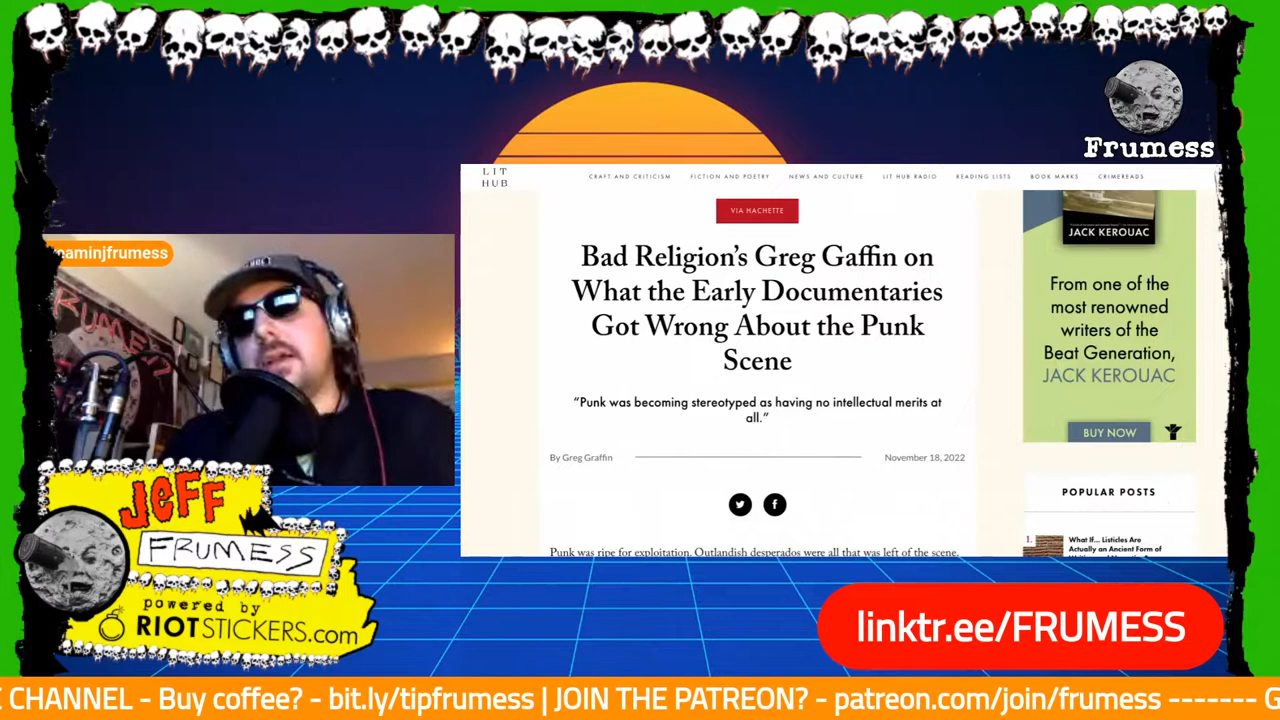 Frumess
LIT
HUB
CRAFT AND CRITICISM
FICTION AND POETRY
NEWS AND CULTURE
LIT HUB RADIO
READING LISTS
BOOK MARKS
CRIMEREADS
VIA HACHETTE
Bad Religion’s Greg Gaffin on
What the Early Documentaries
Got Wrong About the Punk
Scene
“Punk was becoming stereotyped as having no intellectual merits at
all.”
By Greg Graffin
November 18, 2022
Punk was ripe for exploitation. Outlandish desperados were all that was left of the scene.
JACK KEROUAC
From one of the
most renowned
writers of the
Beat Generation,
JACK KEROUAC
BUY NOW
POPULAR POSTS
1.
What If... Listicles Are
Actually an Ancient Form of
eaminjfrumess
JEFF
FRUMESS
powered by
RIOTSTICKERS.com
linktr.ee/FRUMESS
E CHANNEL - Buy coffee? - bit.ly/tipfrumess | JOIN THE PATREON? - patreon.com/join/frumess ------- G